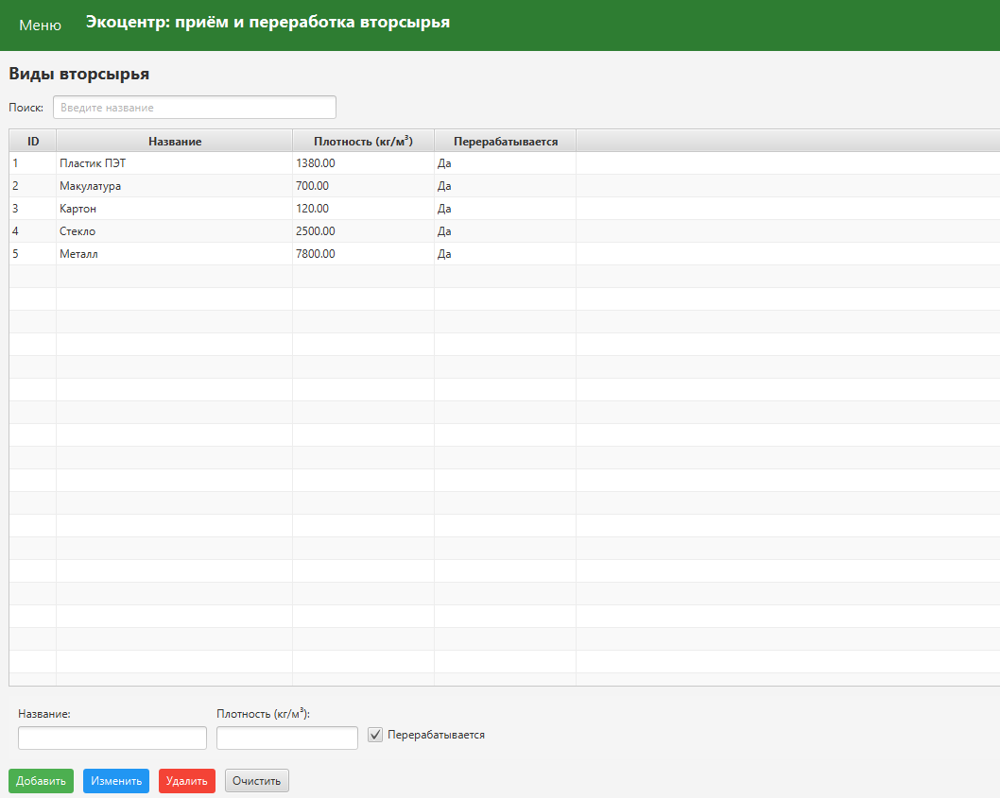 Меню Экоцентр: приём и переработка вторсырья
Виды вторсырья
Поиск: Введите название
ID Название Плотность (кг/м³) Перерабатывается
1 Пластик ПЭТ 1380.00 Да
2 Макулатура 700.00 Да
3 Картон 120.00 Да
4 Стекло 2500.00 Да
5 Металл 7800.00 Да
Название: Плотность (кг/м³):
Перерабатывается
Добавить Изменить Удалить Очистить